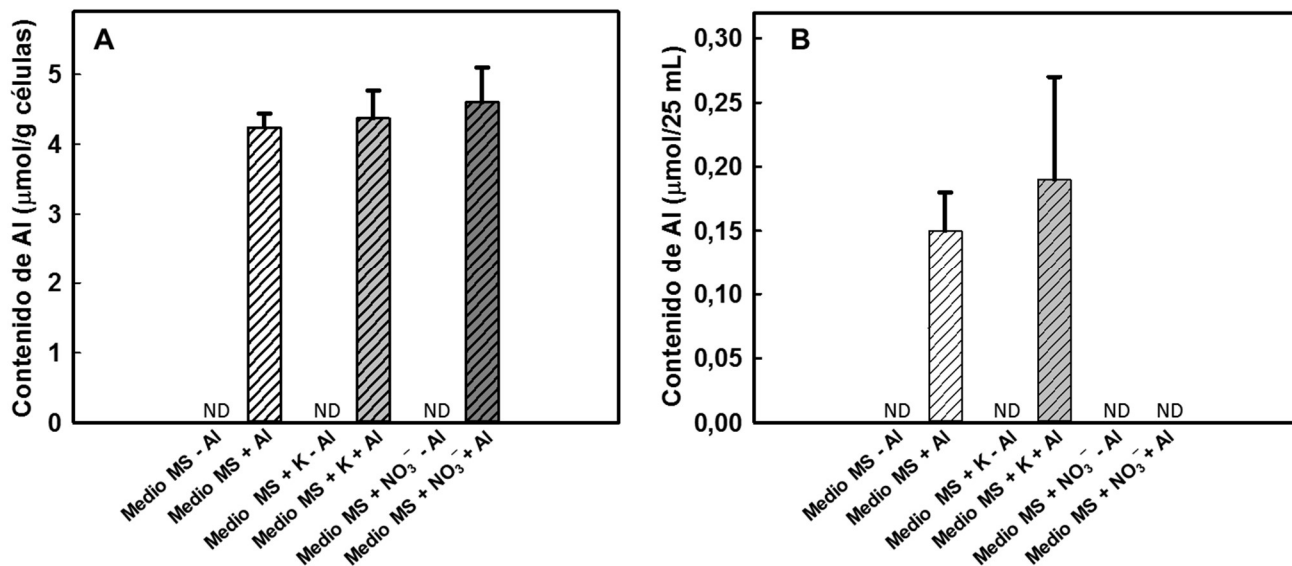 A
Contenido de Al (μmol/g células)
5
4
3
2
1
0
ND
ND
ND
Medio MS - Al
Medio MS + Al
Medio MS + K - Al
Medio MS + K + Al
Medio MS + NO₃⁻ - Al
Medio MS + NO₃⁻ + Al
B
Contenido de Al (μmol/25 mL)
0,30
0,25
0,20
0,15
0,10
0,05
0,00
ND
ND
ND
ND
Medio MS - Al
Medio MS + Al
Medio MS + K - Al
Medio MS + K + Al
Medio MS + NO₃⁻ - Al
Medio MS + NO₃⁻ + Al